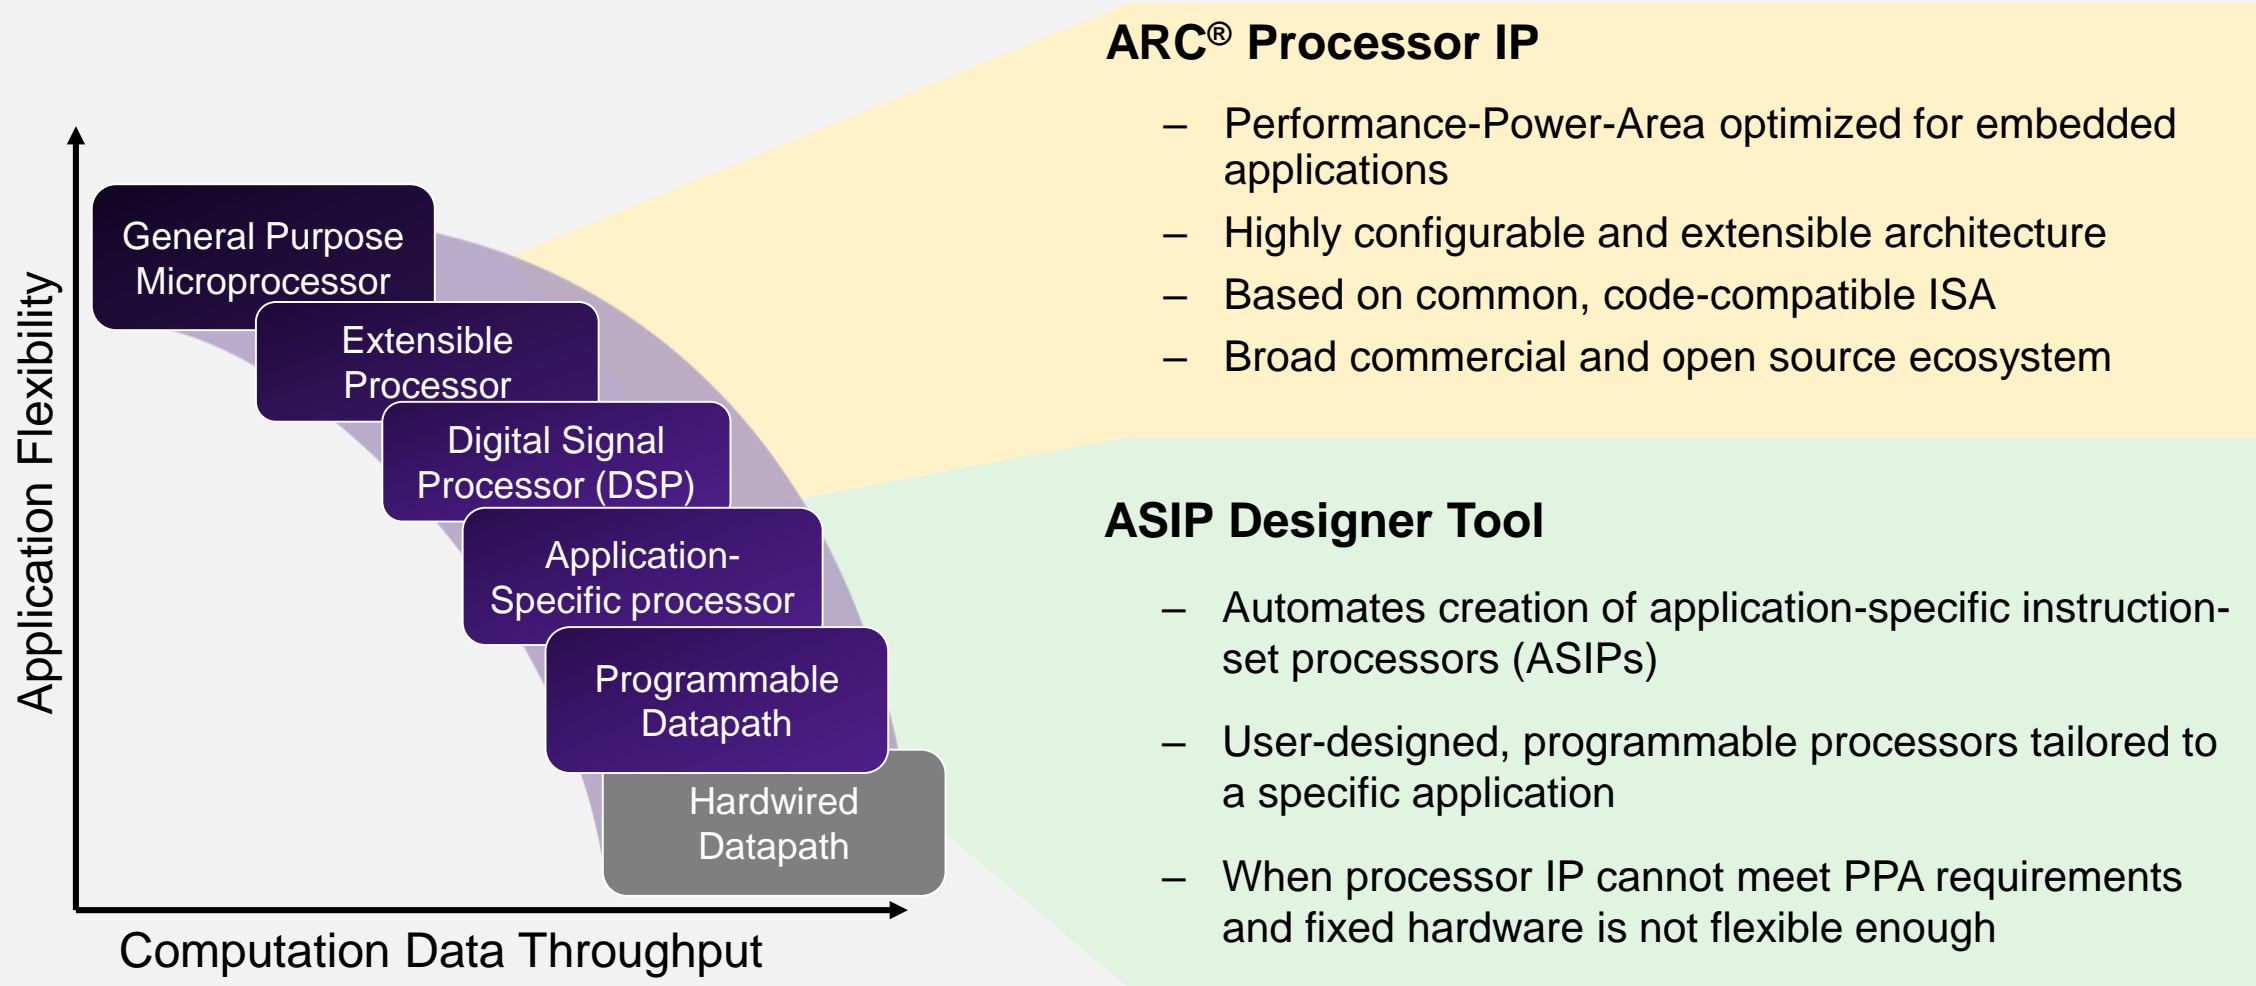 ARC® Processor IP
– Performance-Power-Area optimized for embedded
applications
– Highly configurable and extensible architecture
– Based on common, code-compatible ISA
– Broad commercial and open source ecosystem
Application Flexibility
General Purpose
Microprocessor
Extensible
Processor
Digital Signal
Processor (DSP)
Application-
Specific processor
Programmable
Datapath
Hardwired
Datapath
Computation Data Throughput
ASIP Designer Tool
– Automates creation of application-specific instruction-
set processors (ASIPs)
– User-designed, programmable processors tailored to
a specific application
– When processor IP cannot meet PPA requirements
and fixed hardware is not flexible enough